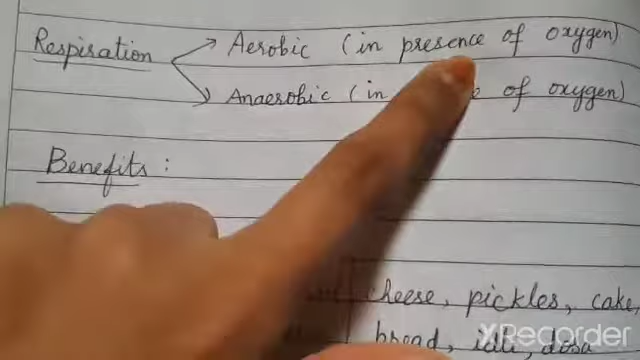 Respiration
Aerobic (in presence of oxygen)
Anaerobic (in of oxygen)
Benefits :
cheese, pickles, cake,
bread, idli, dosa
XRecorder